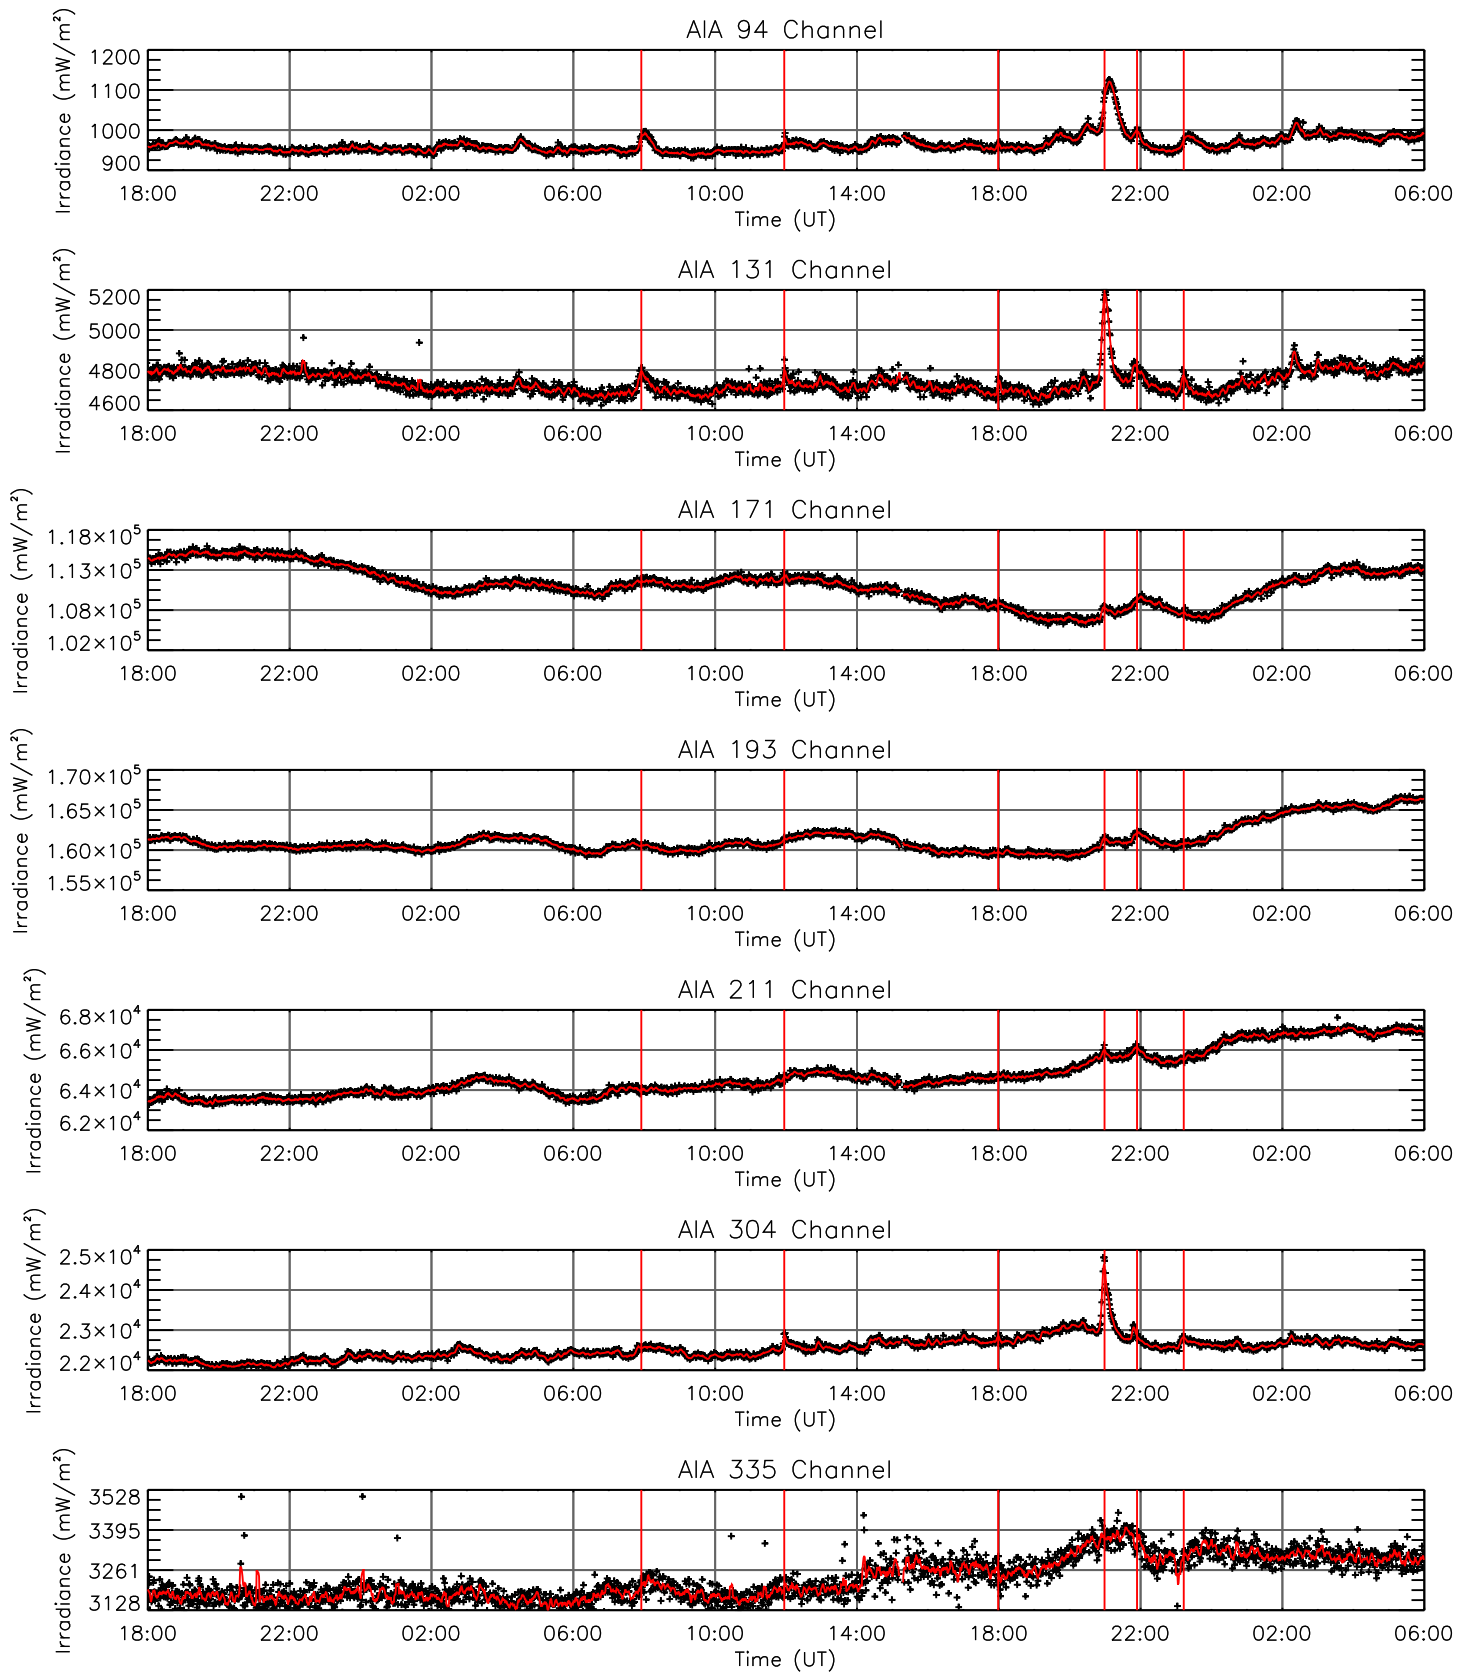 AIA 94 Channel
Irradiance (mW/m²)
1200
1100
1000
900
18:00 22:00 02:00 06:00 10:00 14:00 18:00 22:00 02:00 06:00
Time (UT)
AIA 131 Channel
Irradiance (mW/m²)
5200
5000
4800
4600
18:00 22:00 02:00 06:00 10:00 14:00 18:00 22:00 02:00 06:00
Time (UT)
AIA 171 Channel
Irradiance (mW/m²)
1.18×10⁵
1.13×10⁵
1.08×10⁵
1.02×10⁵
18:00 22:00 02:00 06:00 10:00 14:00 18:00 22:00 02:00 06:00
Time (UT)
AIA 193 Channel
Irradiance (mW/m²)
1.70×10⁵
1.65×10⁵
1.60×10⁵
1.55×10⁵
18:00 22:00 02:00 06:00 10:00 14:00 18:00 22:00 02:00 06:00
Time (UT)
AIA 211 Channel
Irradiance (mW/m²)
6.8×10⁴
6.6×10⁴
6.4×10⁴
6.2×10⁴
18:00 22:00 02:00 06:00 10:00 14:00 18:00 22:00 02:00 06:00
Time (UT)
AIA 304 Channel
Irradiance (mW/m²)
2.5×10⁴
2.4×10⁴
2.3×10⁴
2.2×10⁴
18:00 22:00 02:00 06:00 10:00 14:00 18:00 22:00 02:00 06:00
Time (UT)
AIA 335 Channel
Irradiance (mW/m²)
3528
3395
3261
3128
18:00 22:00 02:00 06:00 10:00 14:00 18:00 22:00 02:00 06:00
Time (UT)